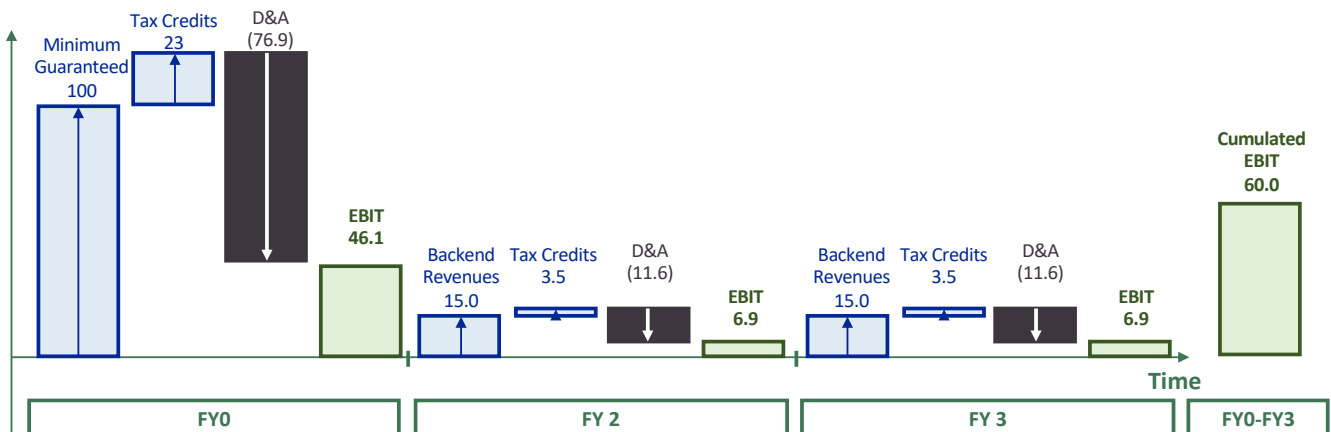 Minimum
Guaranteed
100
Tax Credits
23
D&A
(76.9)
EBIT
46.1
Backend
Revenues
15.0
Tax Credits
3.5
D&A
(11.6)
EBIT
6.9
Backend
Revenues
15.0
Tax Credits
3.5
D&A
(11.6)
EBIT
6.9
Cumulated
EBIT
60.0
Time
FY0
FY 2
FY 3
FY0-FY3